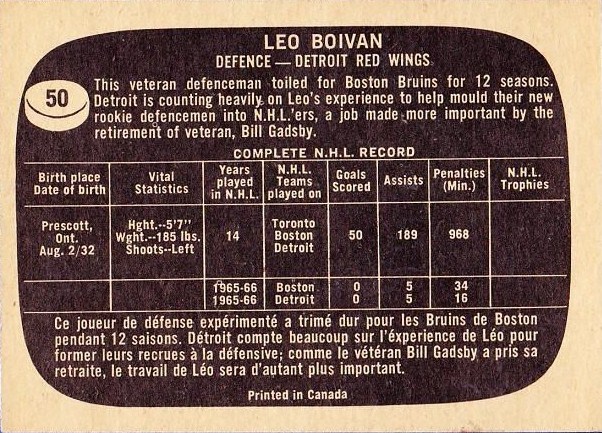 LEO BOIVAN
DEFENCE — DETROIT RED WINGS
50
This veteran defenceman toiled for Boston Bruins for 12 seasons.
Detroit is counting heavily on Leo's experience to help mould their new
rookie defencemen into N.H.L.'ers, a job made more important by the
retirement of veteran, Bill Gadsby.
COMPLETE N.H.L. RECORD
Birth place Date of birth | Vital Statistics | Years played in N.H.L. | N.H.L. Teams played on | Goals Scored | Assists | Penalties (Min.) | N.H.L. Trophies
Prescott, Ont. Aug. 2/32 | Hght.--5'7" Wght.--185 lbs. Shoots--Left | 14 | Toronto Boston Detroit | 50 | 189 | 968
1965-66 Boston 0 5 34
1965-66 Detroit 0 5 16
Ce joueur de défense expérimenté a trimé dur pour les Bruins de Boston
pendant 12 saisons. Détroit compte beaucoup sur l'éxpérience de Léo pour
former leurs recrues à la défensive; comme le vétéran Bill Gadsby a pris sa
retraite, le travail de Léo sera d'autant plus important.
Printed in Canada